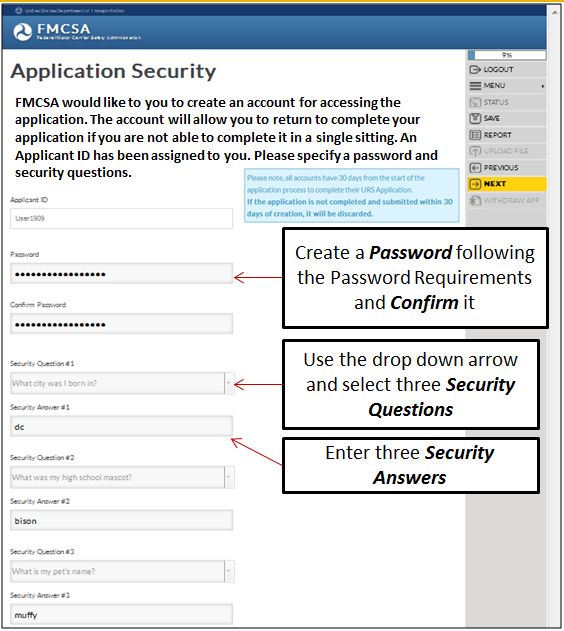 United States Department of Transportation
FMCSA
Federal Motor Carrier Safety Administration
9%
LOGOUT
MENU
STATUS
SAVE
REPORT
UPLOAD FILE
PREVIOUS
NEXT
WITHDRAW APP
Application Security
FMCSA would like to you to create an account for accessing the
application. The account will allow you to return to complete your
application if you are not able to complete it in a single sitting. An
Applicant ID has been assigned to you. Please specify a password and
security questions.
Please note, all accounts have 30 days from the start of the
application process to complete their URS Application.
If the application is not completed and submitted within 30
days of creation, it will be discarded.
Applicant ID
User1909
Password
•••••••••••••••••
Create a Password following
the Password Requirements
and Confirm it
Confirm Password
•••••••••••••••••
Security Question #1
What city was I born in?
Use the drop down arrow
and select three Security
Questions
Security Answer #1
dc
Enter three Security
Answers
Security Question #2
What was my high school mascot?
Security Answer #2
bison
Security Question #3
What is my pet's name?
Security Answer #3
muffy